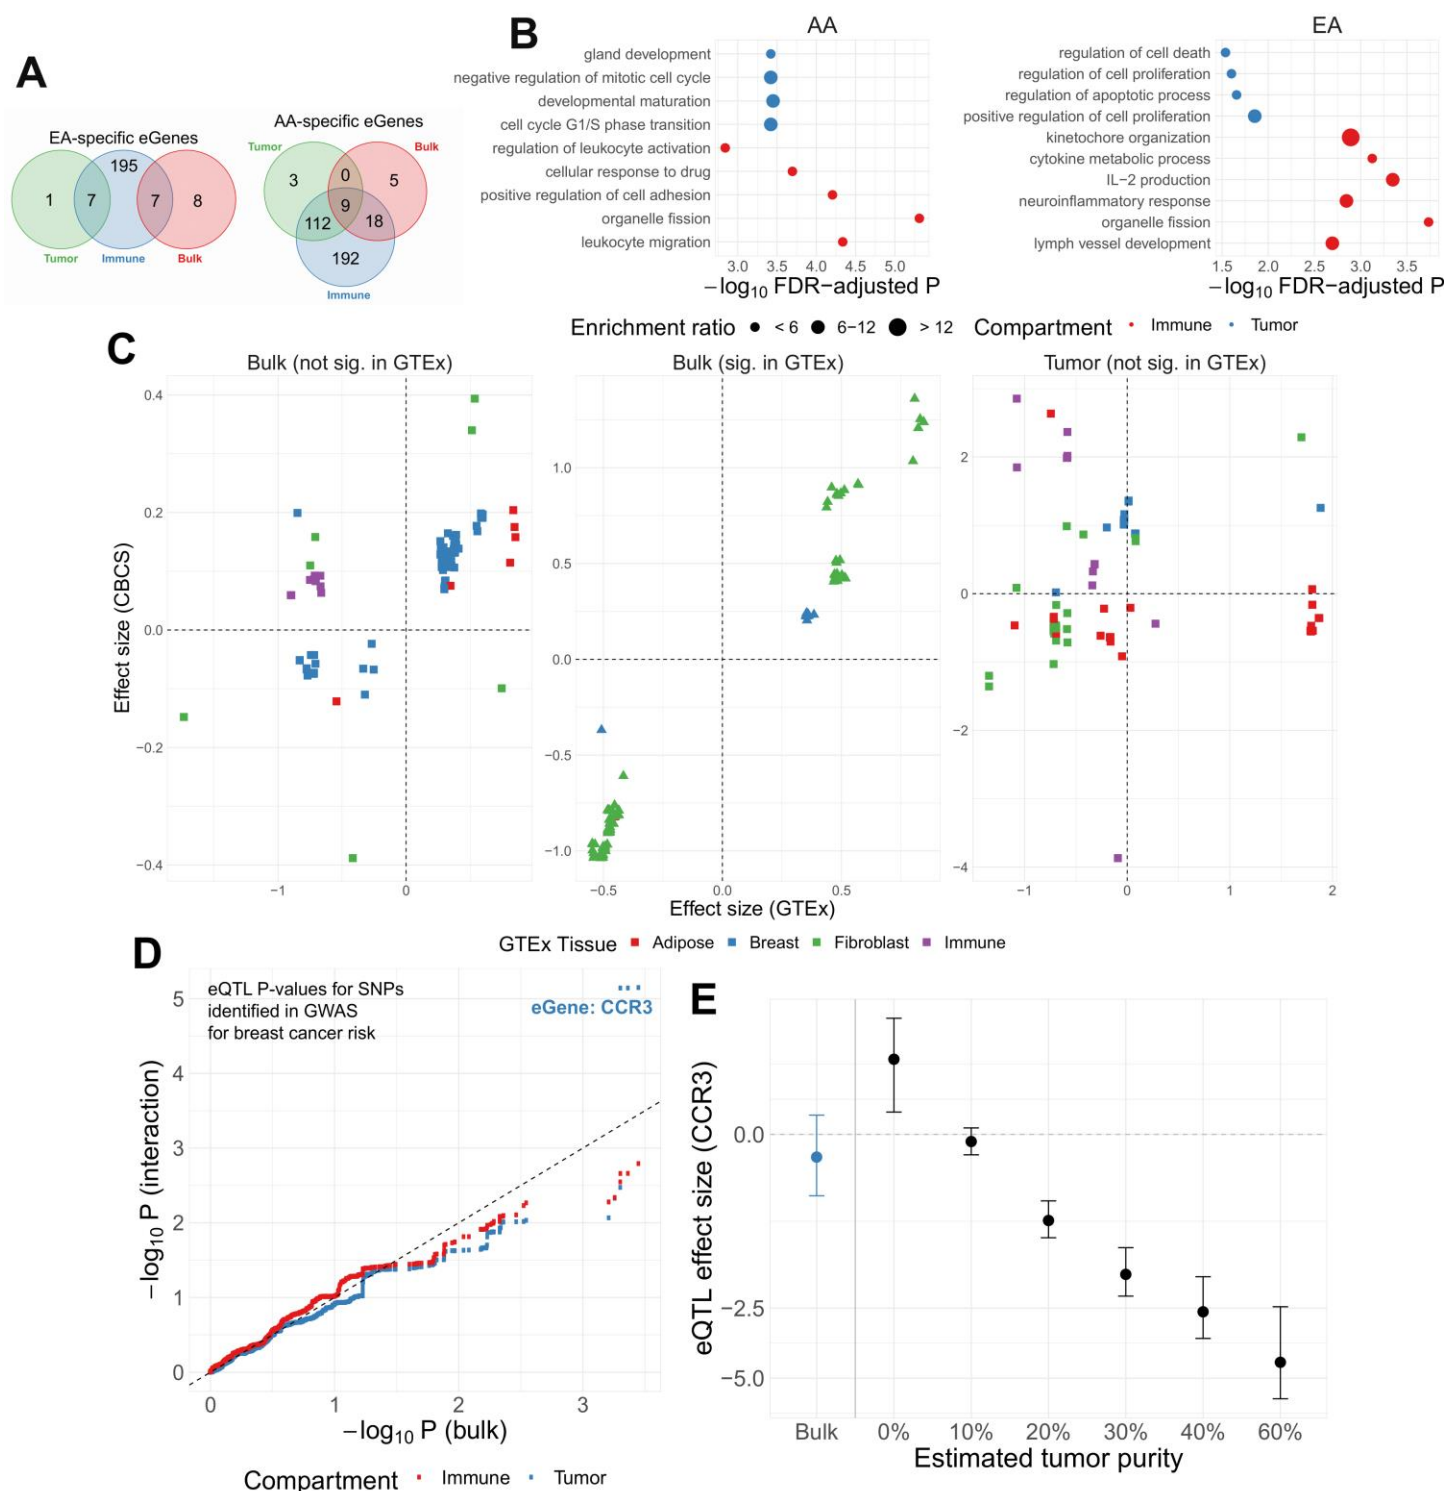 A
EA-specific eGenes
1
7
195
7
8
Tumor
Immune
Bulk
AA-specific eGenes
Tumor
Bulk
3
0
5
9
112
18
192
Immune
B
AA
gland development
negative regulation of mitotic cell cycle
developmental maturation
cell cycle G1/S phase transition
regulation of leukocyte activation
cellular response to drug
positive regulation of cell adhesion
organelle fission
leukocyte migration
3.0 3.5 4.0 4.5 5.0
−log10 FDR−adjusted P
EA
regulation of cell death
regulation of cell proliferation
regulation of apoptotic process
positive regulation of cell proliferation
kinetochore organization
cytokine metabolic process
IL−2 production
neuroinflammatory response
organelle fission
lymph vessel development
1.5 2.0 2.5 3.0 3.5
−log10 FDR−adjusted P
Enrichment ratio < 6 6−12 > 12 Compartment Immune Tumor
C
Bulk (not sig. in GTEx)
0.4
0.2
0.0
−0.2
−0.4
−1 0
Effect size (CBCS)
Bulk (sig. in GTEx)
1.0
0.5
0.0
−0.5
−1.0
−0.5 0.0 0.5
Tumor (not sig. in GTEx)
2
0
−2
−4
−1 0 1 2
Effect size (GTEx)
GTEx Tissue Adipose Breast Fibroblast Immune
D
eQTL P-values for SNPs
identified in GWAS
for breast cancer risk
eGene: CCR3
5
4
3
2
1
0
−log10 P (interaction)
0 1 2 3
−log10 P (bulk)
Compartment Immune Tumor
E
eQTL effect size (CCR3)
0.0
−2.5
−5.0
Bulk 0% 10% 20% 30% 40% 60%
Estimated tumor purity